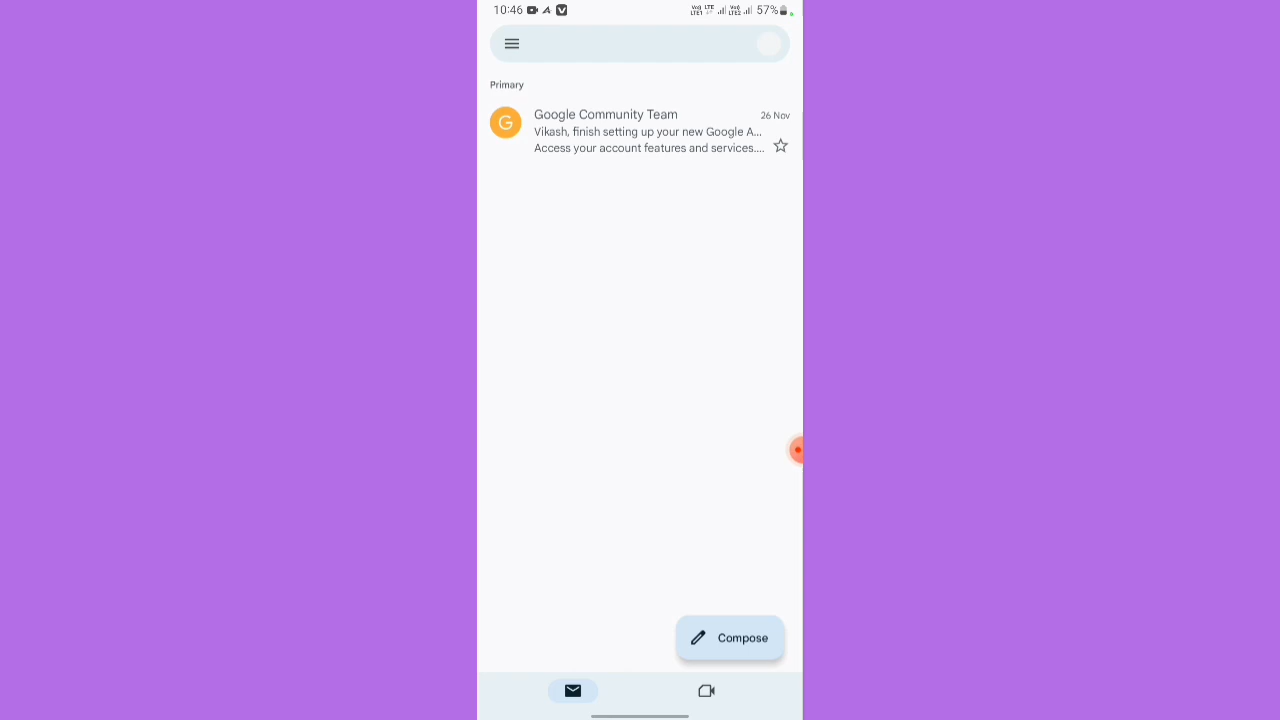 10:46 57%
Primary
Google Community Team 26 Nov
Vikash, finish setting up your new Google A...
Access your account features and services....
Compose